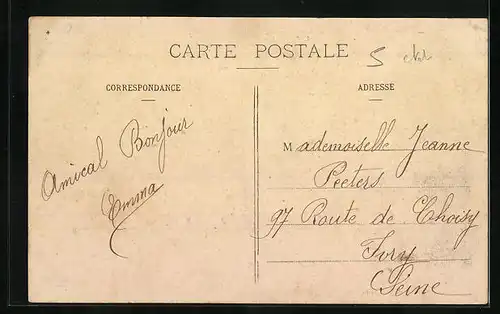 CARTE POSTALE
5
CORRESPONDANCE
Amical Bonjour
Emma
ADRESSE
Mademoiselle Jeanne
Peeters
97 Route de Choisy
Ivry
Seine